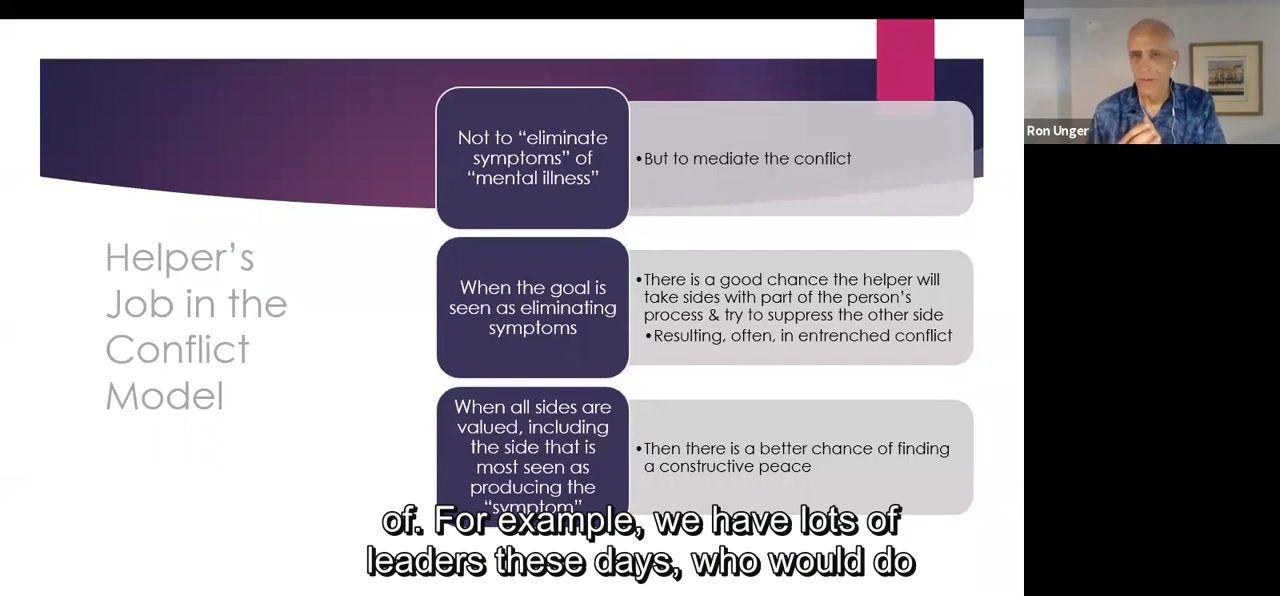 Helper's
Job in the
Conflict
Model
Not to “eliminate
symptoms” of
“mental illness”
•But to mediate the conflict
When the goal is
seen as eliminating
symptoms
•There is a good chance the helper will
take sides with part of the person's
process & try to suppress the other side
•Resulting, often, in entrenched conflict
When all sides are
valued, including
the side that is
most seen as
producing the
“symptom”
•Then there is a better chance of finding
a constructive peace
of. For example, we have lots of
leaders these days, who would do
Ron Unger